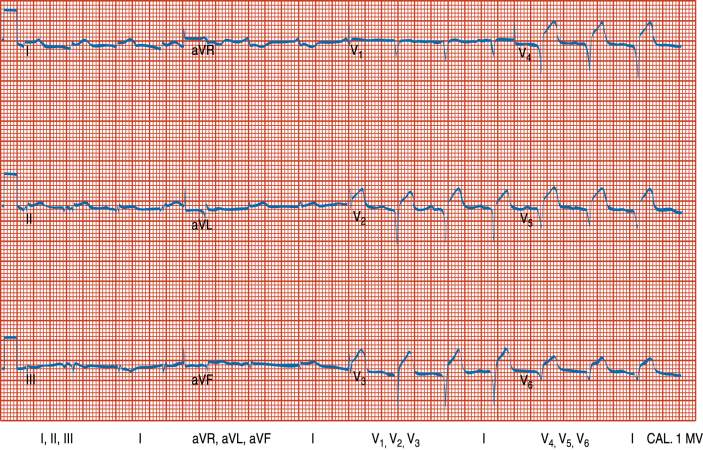 I
aVR
V1
V4
II
aVL
V2
V5
III
aVF
V3
V6
I, II, III I aVR, aVL, aVF I V1, V2, V3 I V4, V5, V6 I CAL. 1 MV